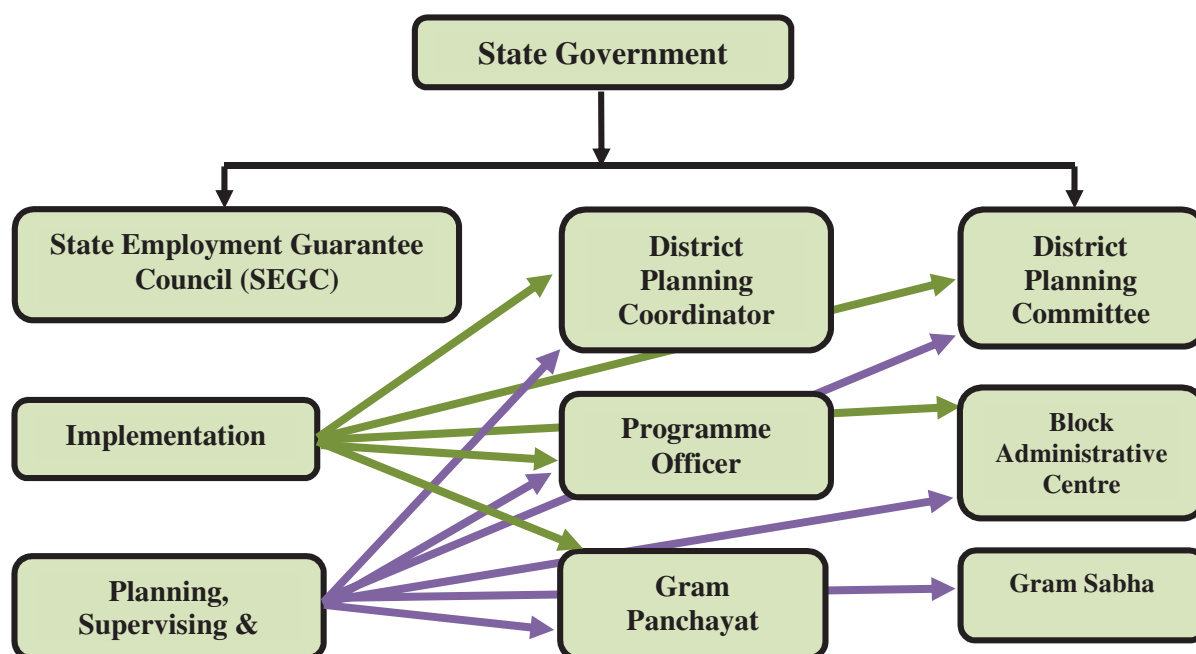 State Government
State Employment Guarantee
Council (SEGC)
District
Planning
Coordinator
District
Planning
Committee
Implementation
Programme
Officer
Block
Administrative
Centre
Planning,
Supervising &
Gram
Panchayat
Gram Sabha